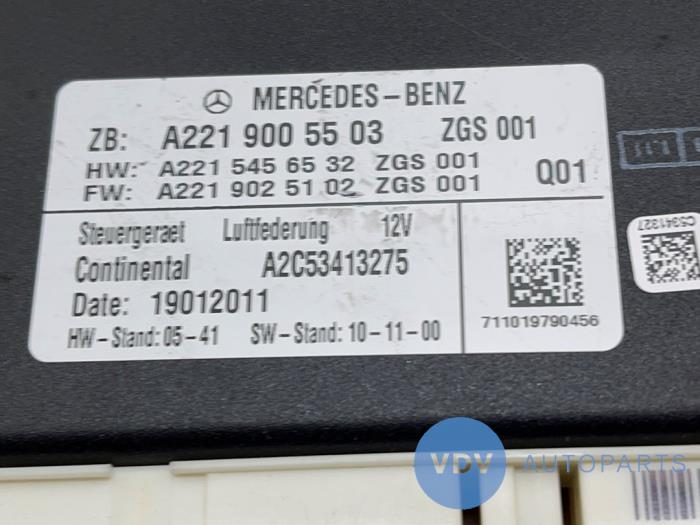 MERCEDES-BENZ
ZB: A221 900 55 03 ZGS 001
HW: A221 545 65 32 ZGS 001
FW: A221 902 51 02 ZGS 001 Q01
Steuergeraet Luftfederung 12V
Continental A2C53413275
Date: 19012011
HW-Stand: 05-41 SW-Stand: 10-11-00
711019790456
C5341327
VDV AUTOPARTS